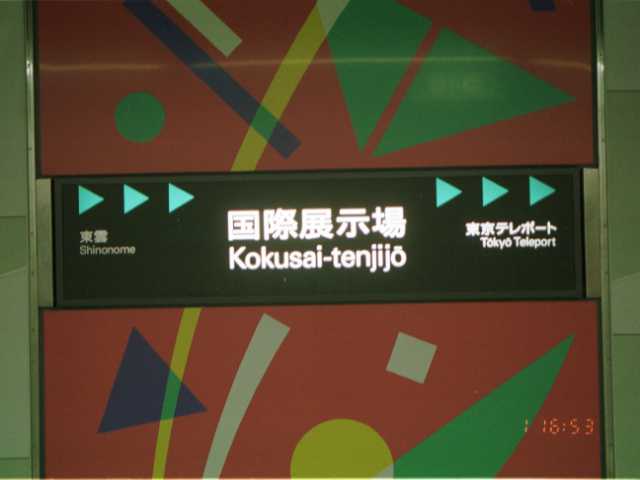 東雲
Shinonome
国際展示場
Kokusai-tenjijō
東京テレポート
Tōkyō Teleport
1 16:53